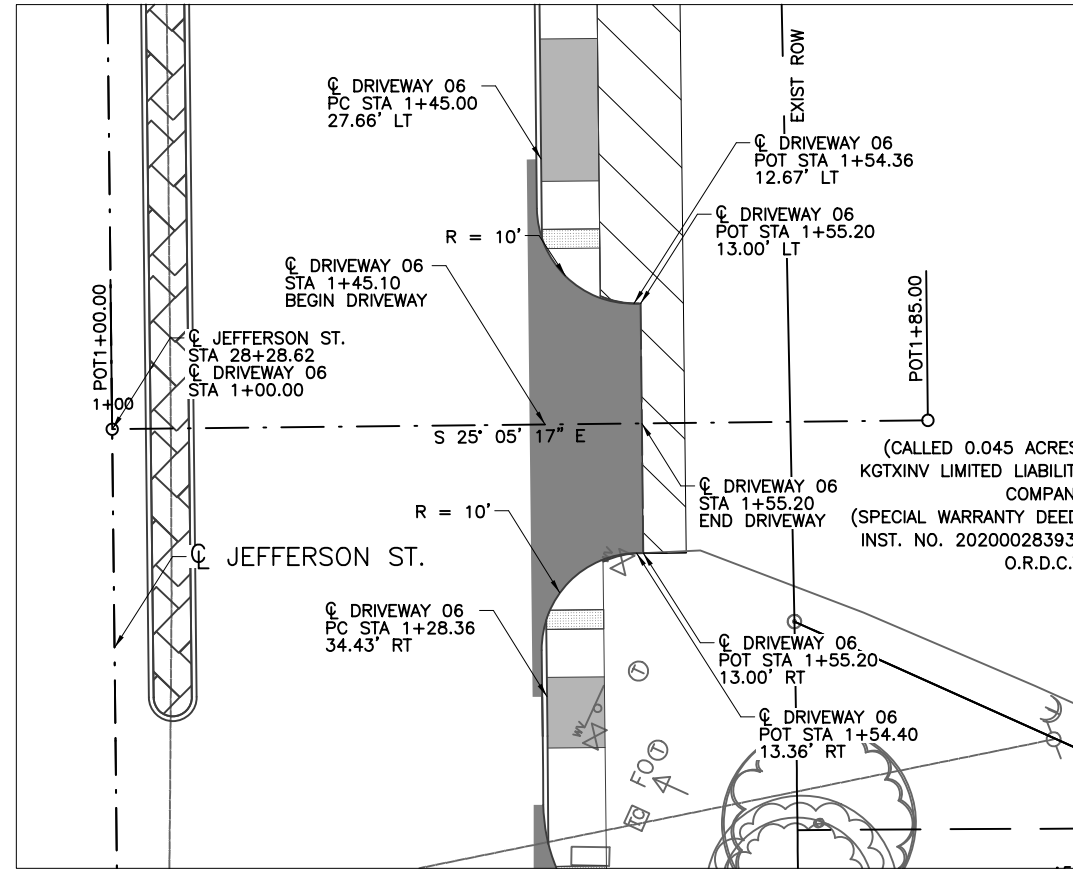 ℄ DRIVEWAY 06
PC STA 1+45.00
27.66' LT
EXIST ROW
℄ DRIVEWAY 06
POT STA 1+54.36
12.67' LT
℄ DRIVEWAY 06
POT STA 1+55.20
13.00' LT
R = 10'
℄ DRIVEWAY 06
STA 1+45.10
BEGIN DRIVEWAY
POT1+00.00
1+00
℄ JEFFERSON ST.
STA 28+28.62
℄ DRIVEWAY 06
STA 1+00.00
POT1+85.00
S 25° 05' 17" E
(CALLED 0.045 ACRES
KGTXINV LIMITED LIABILIT
COMPAN
(SPECIAL WARRANTY DEED
INST. NO. 20200028393
O.R.D.C.
℄ DRIVEWAY 06
STA 1+55.20
END DRIVEWAY
R = 10'
℄ JEFFERSON ST.
WV
℄ DRIVEWAY 06
PC STA 1+28.36
34.43' RT
℄ DRIVEWAY 06
POT STA 1+55.20
13.00' RT
T
WV
℄ DRIVEWAY 06
POT STA 1+54.40
13.36' RT
FO
T
TC